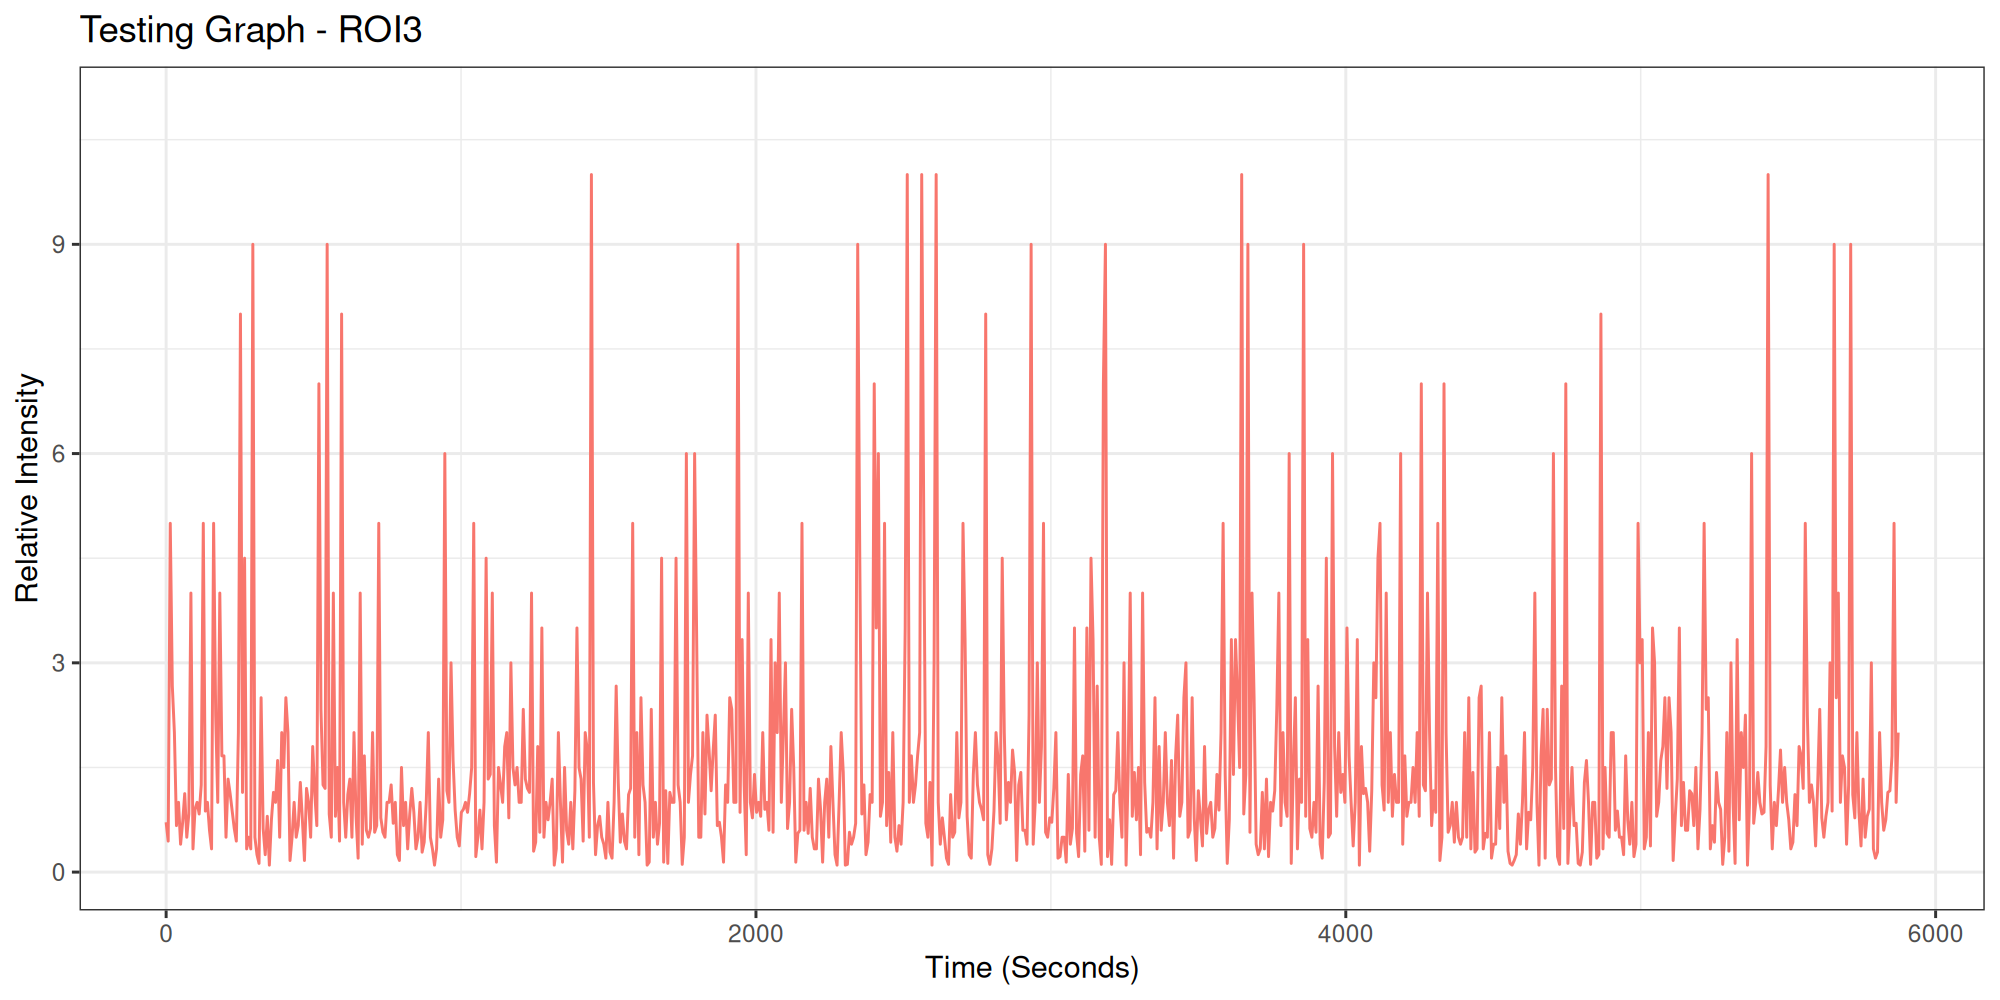 Testing Graph - ROI3
Relative Intensity
9
6
3
0
0 2000 4000 6000
Time (Seconds)